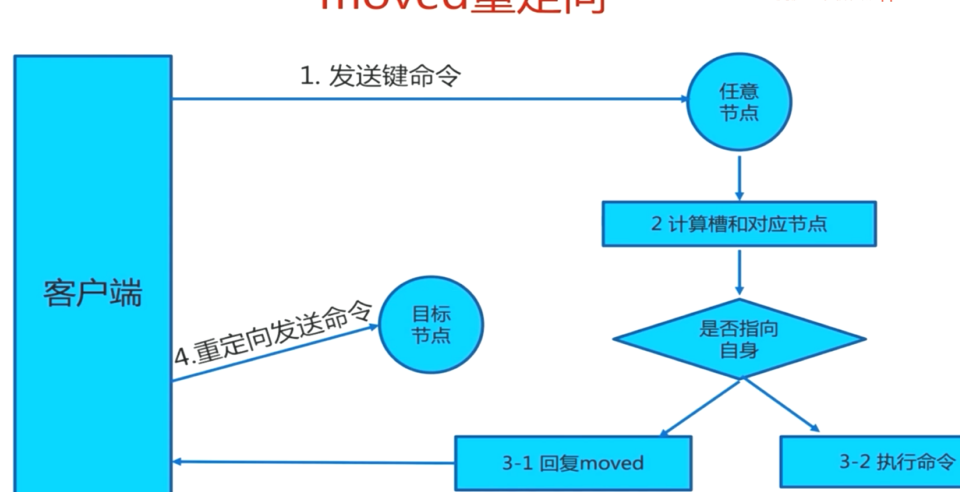 moved重定向
1. 发送键命令
任意
节点
2 计算槽和对应节点
客户端
目标
节点
4.重定向发送命令
是否指向
自身
3-1 回复moved
3-2 执行命令